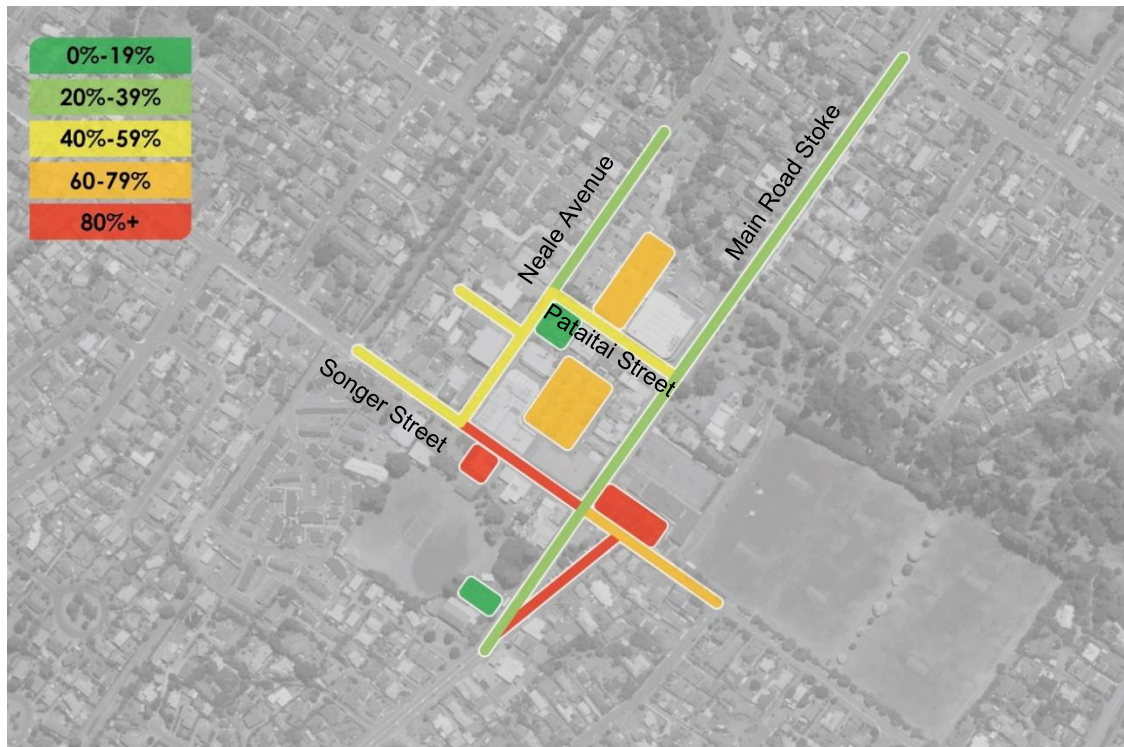 0%-19%
20%-39%
40%-59%
60-79%
80%+
Neale Avenue
Main Road Stoke
Pataitai Street
Songer Street